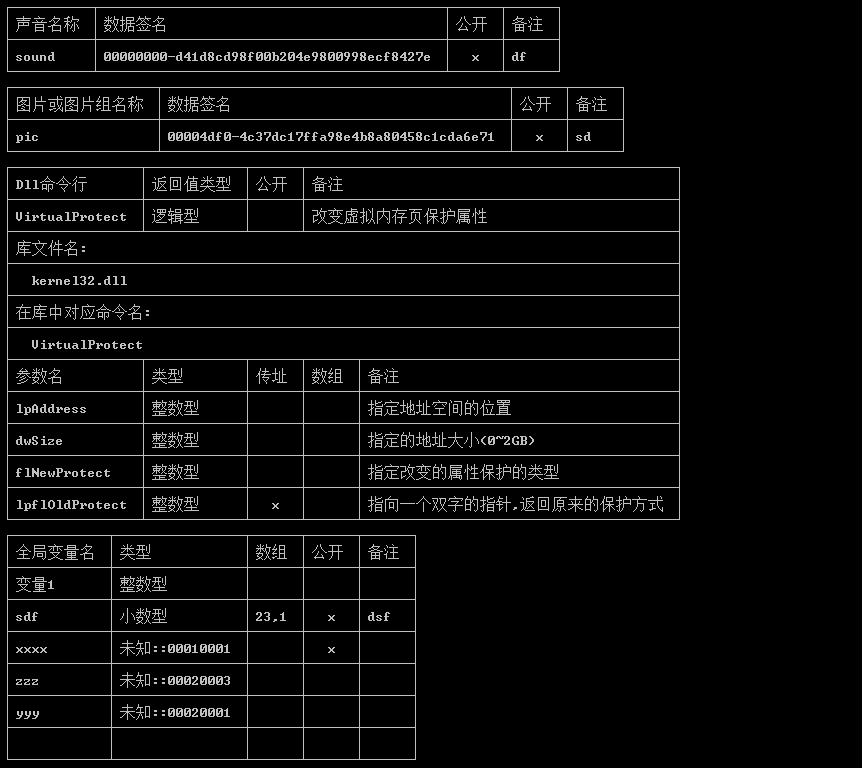 声音名称 数据签名 公开 备注
sound 00000000-d41d8cd98f00b204e9800998ecf8427e x df
图片或图片组名称 数据签名 公开 备注
pic 00004df0-4c37dc17ffa98e4b8a80458c1cda6e71 x sd
Dll命令行 返回值类型 公开 备注
VirtualProtect 逻辑型 改变虚拟内存页保护属性
库文件名:
kernel32.dll
在库中对应命令名:
VirtualProtect
参数名 类型 传址 数组 备注
lpAddress 整数型 指定地址空间的位置
dwSize 整数型 指定的地址大小(0~2GB)
flNewProtect 整数型 指定改变的属性保护的类型
lpflOldProtect 整数型 x 指向一个双字的指针,返回原来的保护方式
全局变量名 类型 数组 公开 备注
变量1 整数型
sdf 小数型 23,1 x dsf
xxxx 未知::00010001 x
zzz 未知::00020003
yyy 未知::00020001